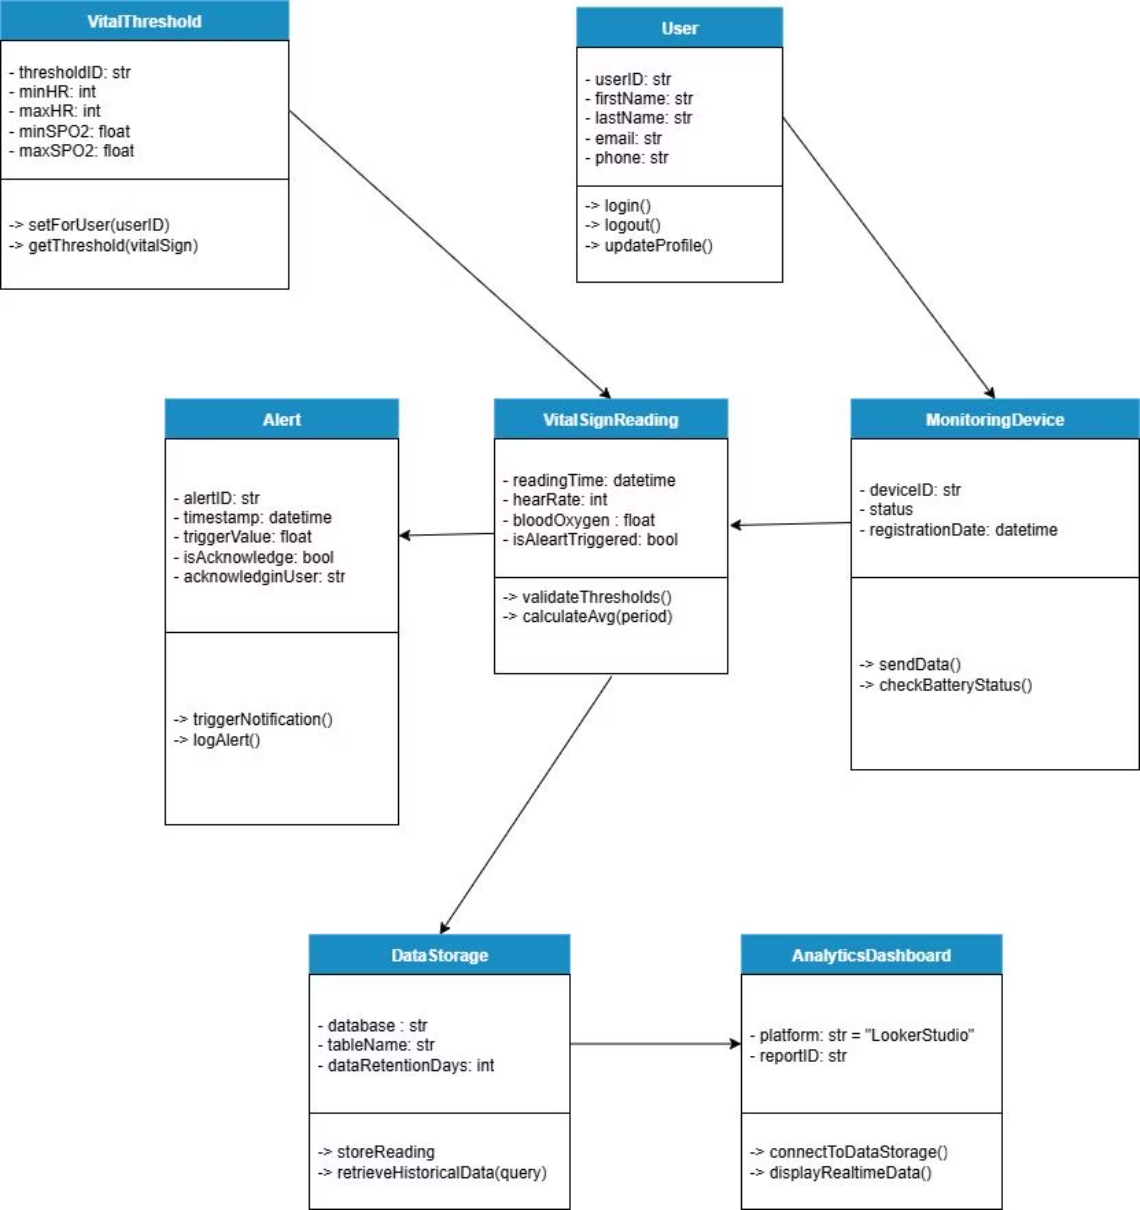 VitalThreshold
- thresholdID: str
- minHR: int
- maxHR: int
- minSPO2: float
- maxSPO2: float
-> setForUser(userID)
-> getThreshold(vitalSign)
User
- userID: str
- firstName: str
- lastName: str
- email: str
- phone: str
-> login()
-> logout()
-> updateProfile()
Alert
- alertID: str
- timestamp: datetime
- triggerValue: float
- isAcknowledge: bool
- acknowledginUser: str
-> triggerNotification()
-> logAlert()
VitalSignReading
- readingTime: datetime
- hearRate: int
- bloodOxygen : float
- isAleartTriggered: bool
-> validateThresholds()
-> calculateAvg(period)
MonitoringDevice
- deviceID: str
- status
- registrationDate: datetime
-> sendData()
-> checkBatteryStatus()
DataStorage
- database : str
- tableName: str
- dataRetentionDays: int
-> storeReading
-> retrieveHistoricalData(query)
AnalyticsDashboard
- platform: str = "LookerStudio"
- reportID: str
-> connectToDataStorage()
-> displayRealtimeData()